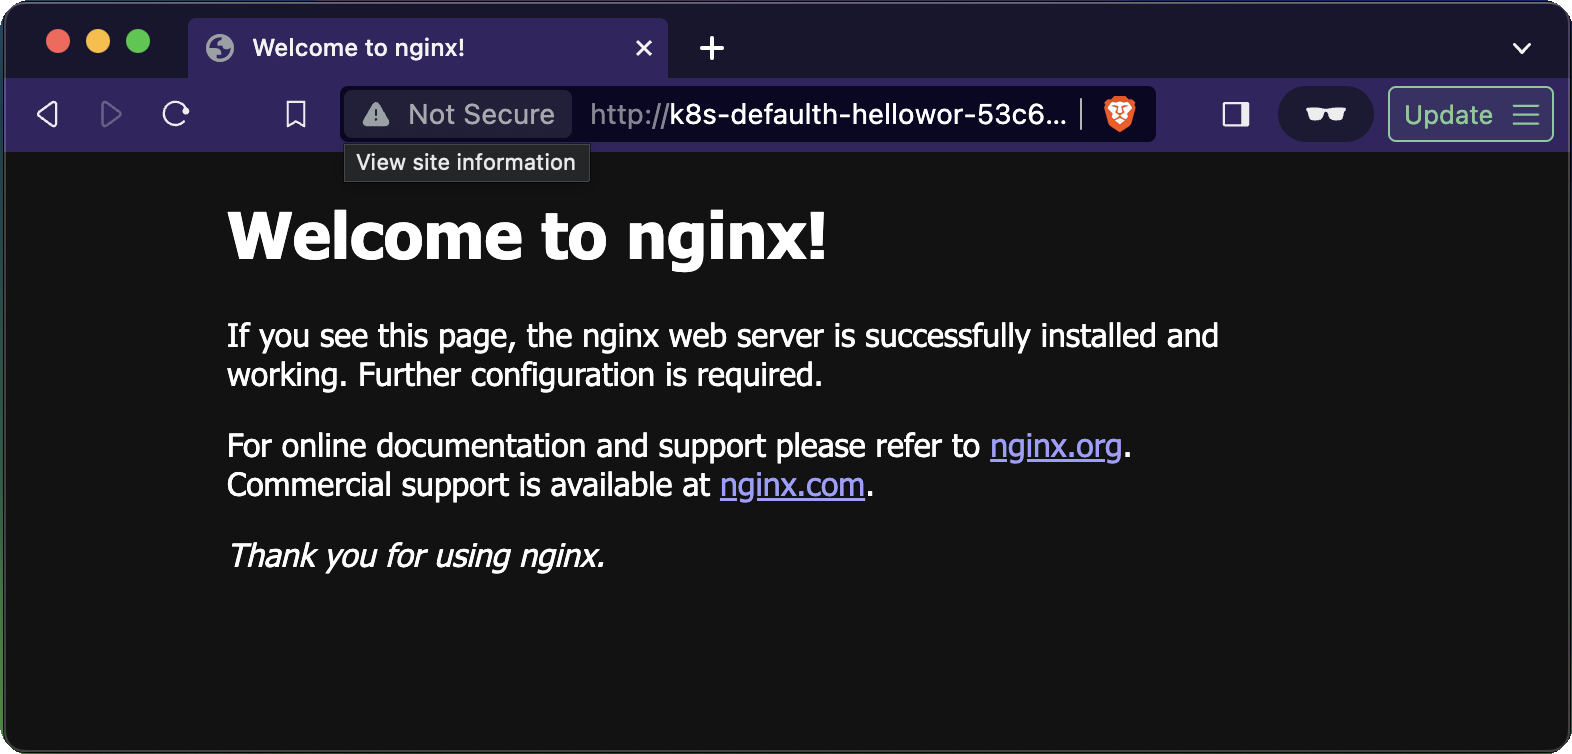 Welcome to nginx!
Not Secure
http://k8s-defaulth-hellowor-53c6...
Update
View site information
Welcome to nginx!
If you see this page, the nginx web server is successfully installed and
working. Further configuration is required.
For online documentation and support please refer to nginx.org.
Commercial support is available at nginx.com.
Thank you for using nginx.